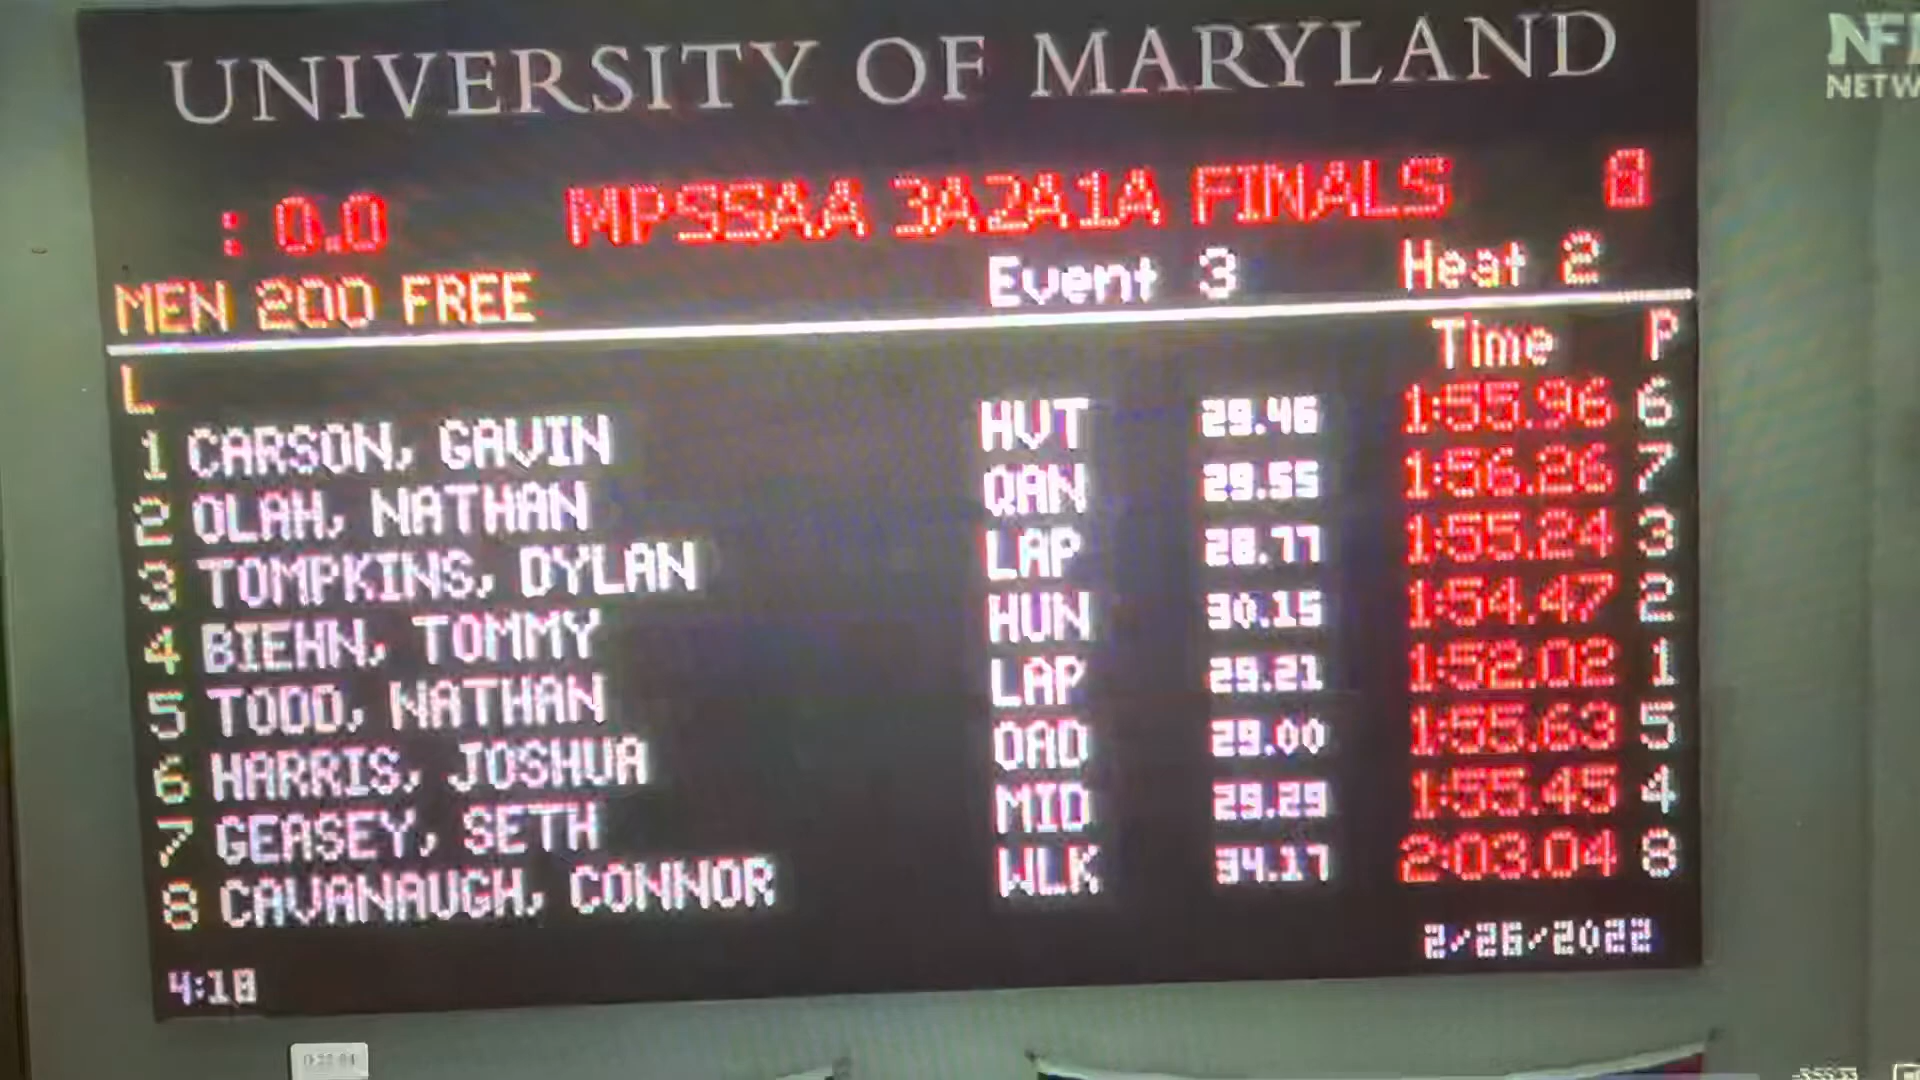 UNIVERSITY OF MARYLAND
NF
NETW
: 0.0 MPSSAA 3A2A1A FINALS 8
MEN 200 FREE Event 3 Heat 2
L Time P
1 CARSON, GAVIN HVT 29.46 1:55.96 6
2 OLAH, NATHAN QAN 29.55 1:56.26 7
3 TOMPKINS, DYLAN LAP 28.77 1:55.24 3
4 BIEHN, TOMMY HUN 30.15 1:54.47 2
5 TODD, NATHAN LAP 29.21 1:52.02 1
6 HARRIS, JOSHUA OAD 29.00 1:55.63 5
7 GEASEY, SETH MID 29.29 1:55.45 4
8 CAVANAUGH, CONNOR WLK 34.17 2:03.04 8
2/26/2022
4:18